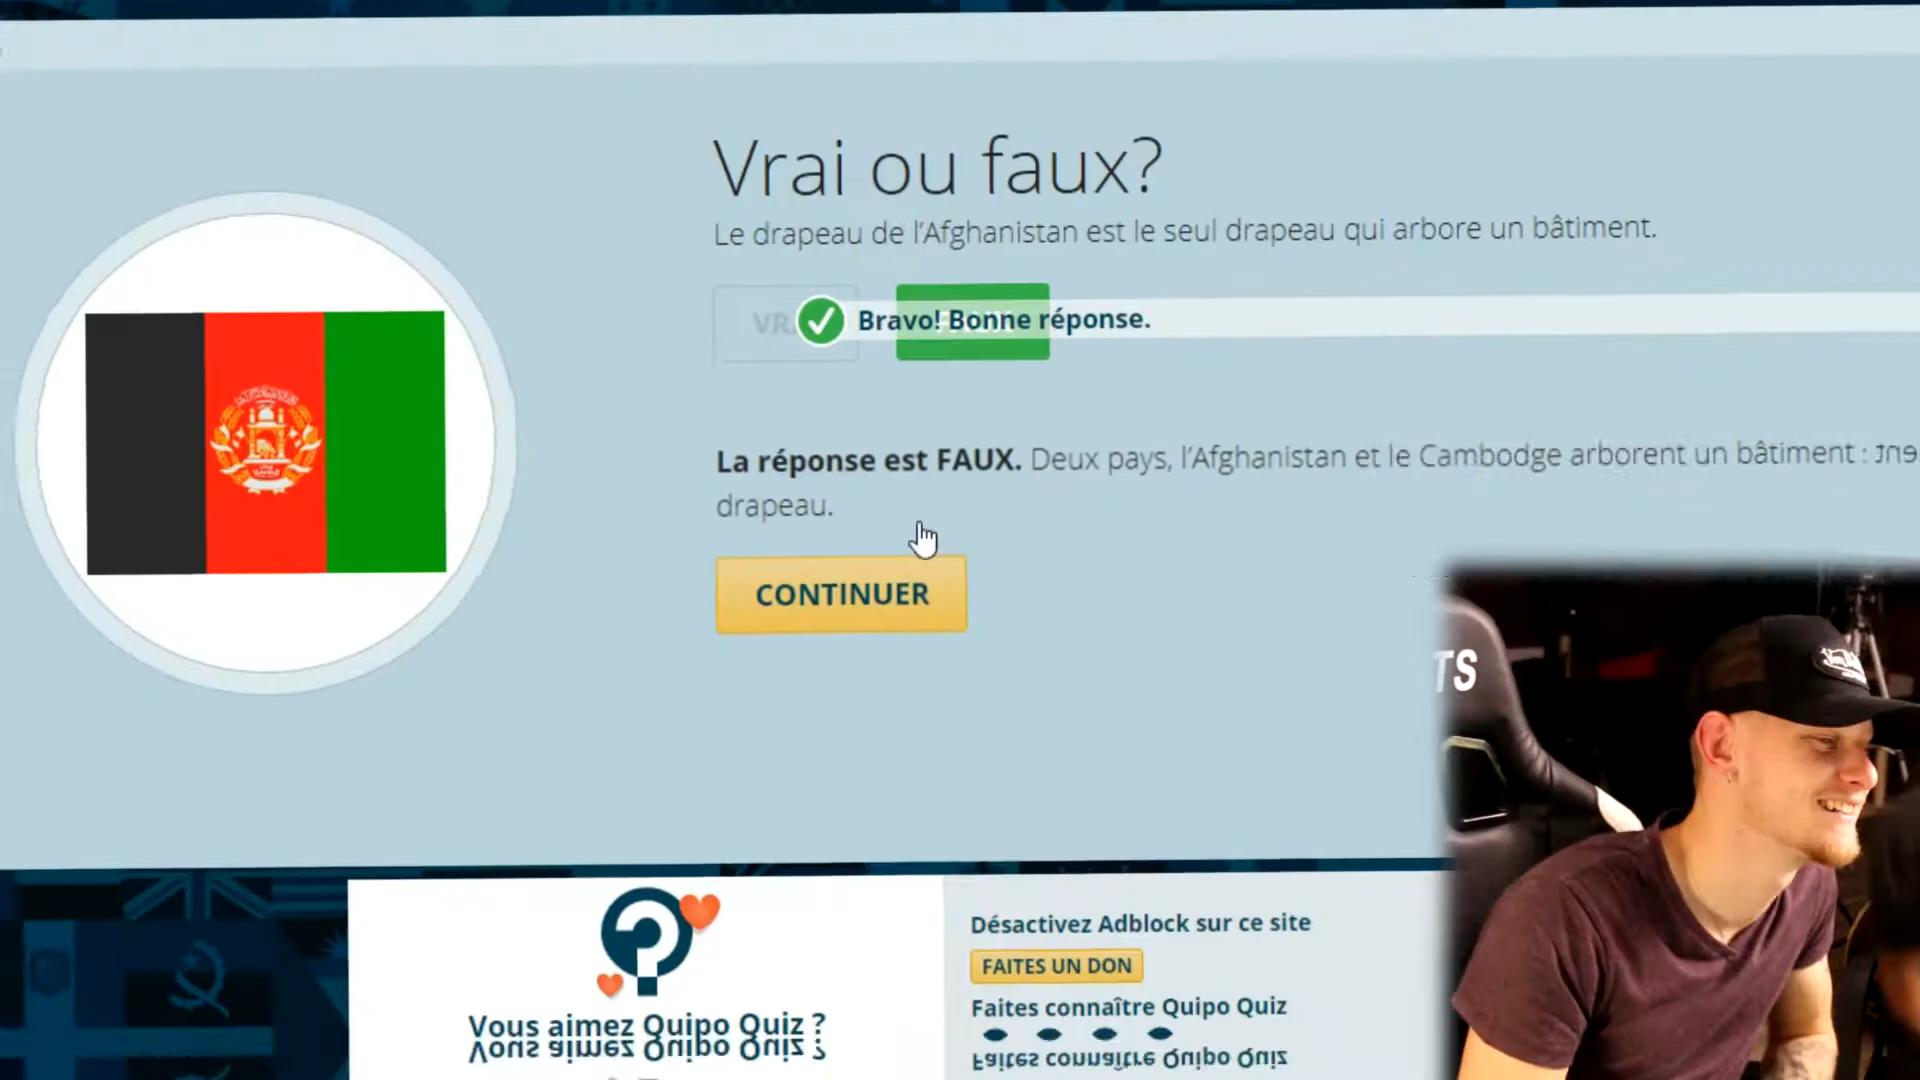 Vrai ou faux?
Le drapeau de l'Afghanistan est le seul drapeau qui arbore un bâtiment.
Bravo! Bonne réponse.
La réponse est FAUX. Deux pays, l'Afghanistan et le Cambodge arborent un bâtiment :
drapeau.
CONTINUER
TS
Désactivez Adblock sur ce site
FAITES UN DON
Faites connaître Quipo Quiz
Vous aimez Quipo Quiz ?